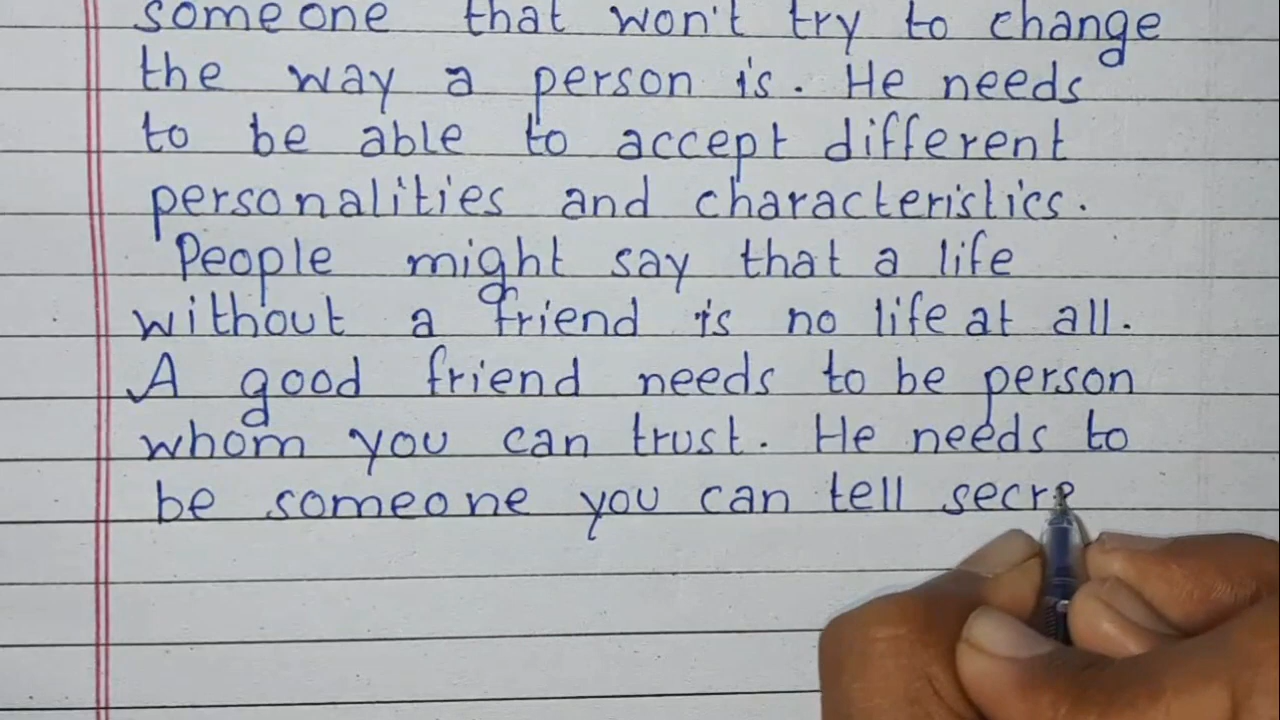 someone that won't try to change
the way a person is. He needs
to be able to accept different
personalities and characteristics.
People might say that a life
without a friend is no life at all.
A good friend needs to be person
whom you can trust. He needs to
be someone you can tell secre